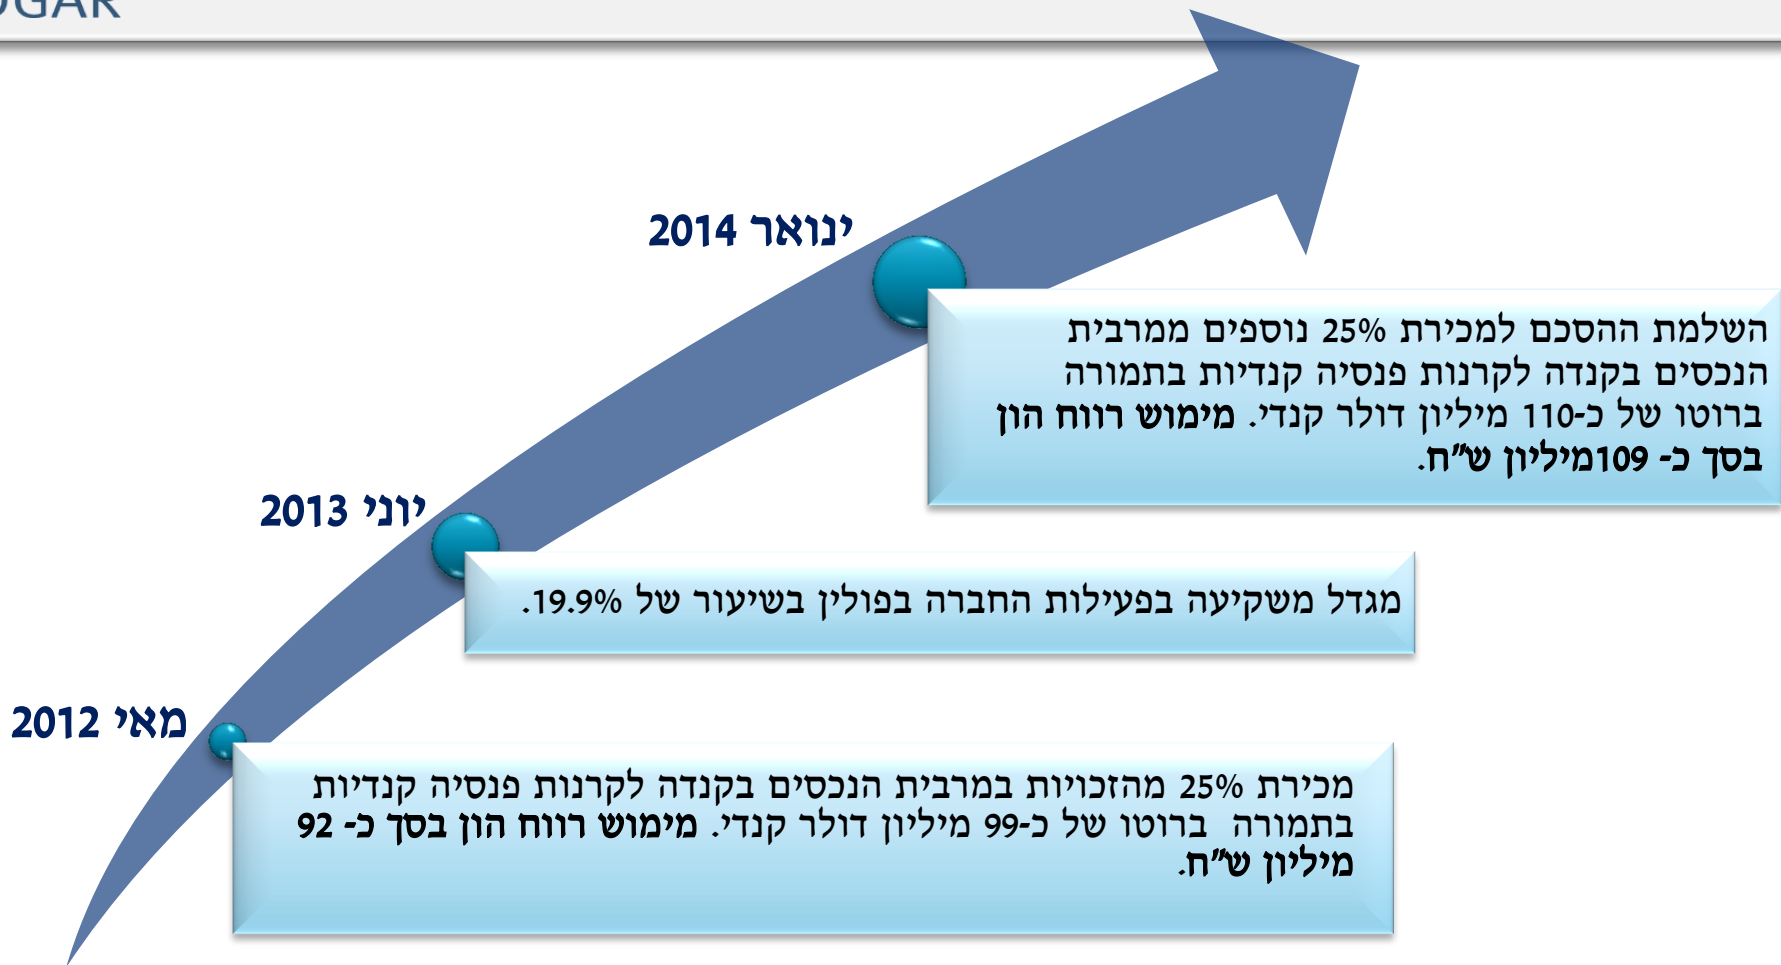 ינואר 2014
השלמת ההסכם למכירת 25% נוספים ממרבית
הנכסים בקנדה לקרנות פנסיה קנדיות בתמורה
ברוטו של כ-110 מיליון דולר קנדי. מימוש רווח הון
בסך כ- 109מיליון ש"ח.
יוני 2013
מגדל משקיעה בפעילות החברה בפולין בשיעור של 19.9%.
מאי 2012
מכירת 25% מהזכויות במרבית הנכסים בקנדה לקרנות פנסיה קנדיות
בתמורה ברוטו של כ-99 מיליון דולר קנדי. מימוש רווח הון בסך כ- 92
מיליון ש"ח.